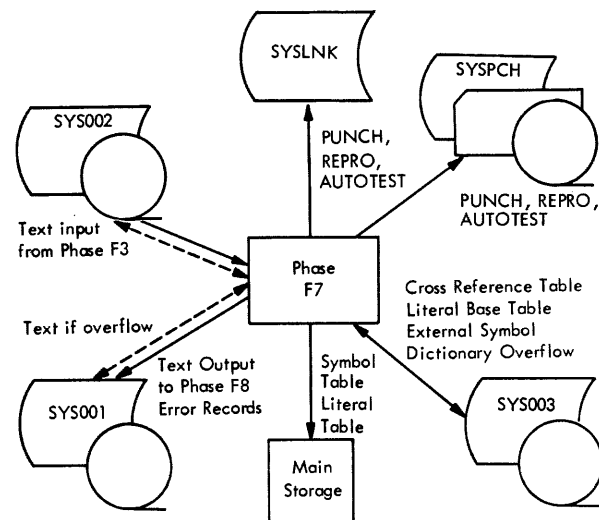 SYSLNK
SYSPCH
SYS002
PUNCH,
REPRO,
AUTOTEST
PUNCH, REPRO,
AUTOTEST
Text input
from Phase F3
Phase
F7
Cross Reference Table
Literal Base Table
External Symbol
Dictionary Overflow
Text if overflow
Text Output
to Phase F8
Error Records
Symbol
Table
Literal
Table
SYS001
SYS003
Main
Storage